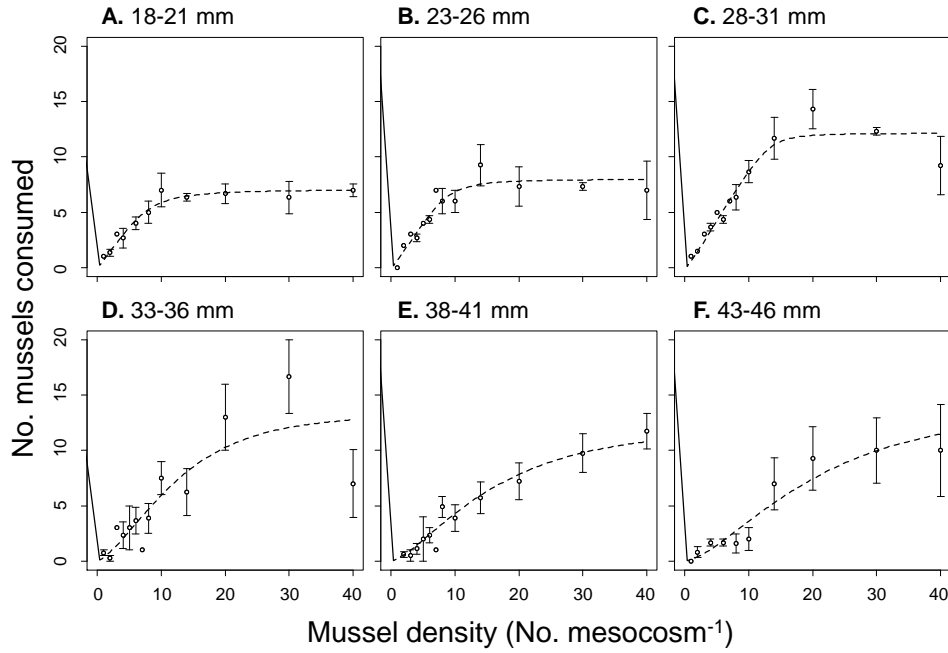 A. 18-21 mm
B. 23-26 mm
C. 28-31 mm
20
15
10
5
0
D. 33-36 mm
E. 38-41 mm
F. 43-46 mm
20
15
10
5
0
0 10 20 30 40
0 10 20 30 40
0 10 20 30 40
No. mussels consumed
Mussel density (No. mesocosm⁻¹)